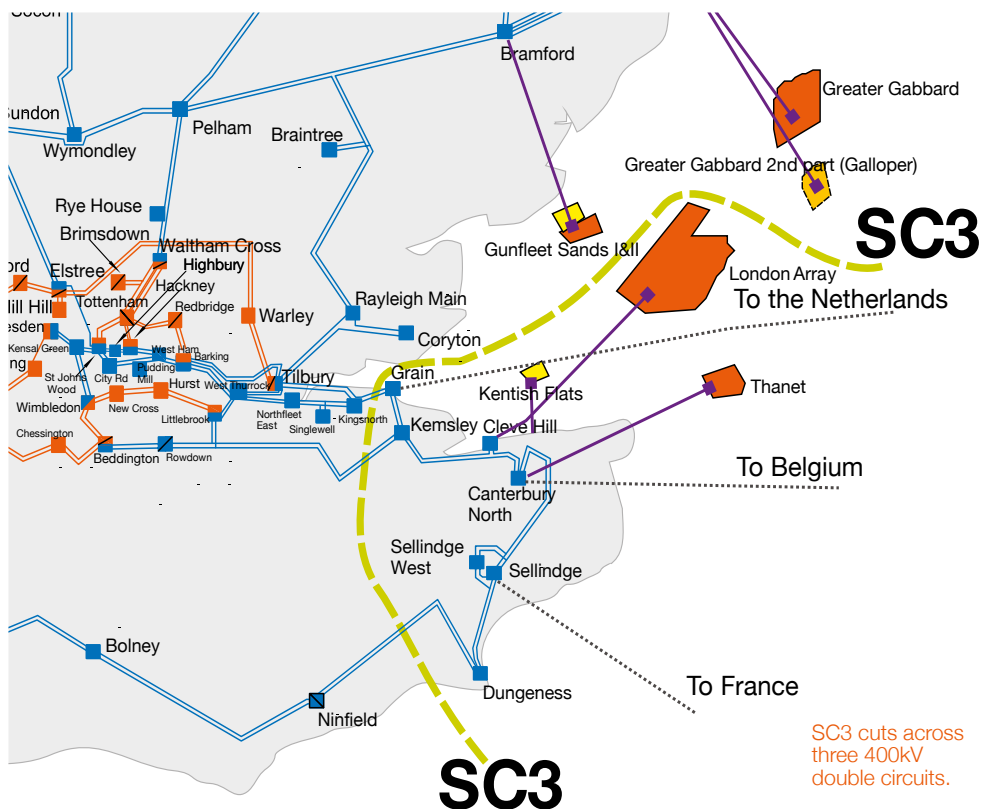 Bramford
Greater Gabbard
Sundon
Pelham
Wymondley
Braintree
Greater Gabbard 2nd part (Galloper)
Rye House
SC3
Brimsdown
Waltham Cross
Gunfleet Sands I&II
Highbury
Elstree
London Array
Hackney
Tottenham
Rayleigh Main
To the Netherlands
Redbridge
Warley
Coryton
Kensal Green
West Ham
Barking
St Johns
Wood
City Rd
Pudding
Mill
Tilbury
Grain
Hurst
West Thurrock
Thanet
Kentish Flats
Wimbledon
New Cross
Littlebrook
Northfleet
East
Singlewell
Kingsnorth
Kemsley
Cleve Hill
Chessington
Beddington
Rowdown
To Belgium
Canterbury
North
Sellindge
West
Sellindge
Bolney
To France
Dungeness
Ninfield
SC3 cuts across
three 400kV
double circuits.
SC3